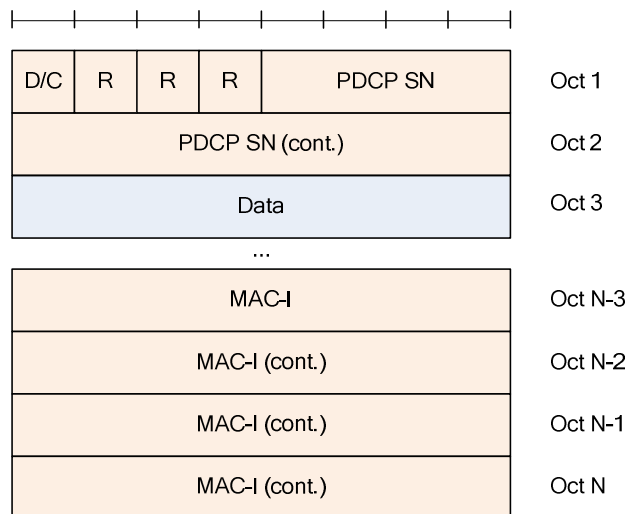 D/C R R R PDCP SN Oct 1
PDCP SN (cont.) Oct 2
Data Oct 3
...
MAC-I Oct N-3
MAC-I (cont.) Oct N-2
MAC-I (cont.) Oct N-1
MAC-I (cont.) Oct N